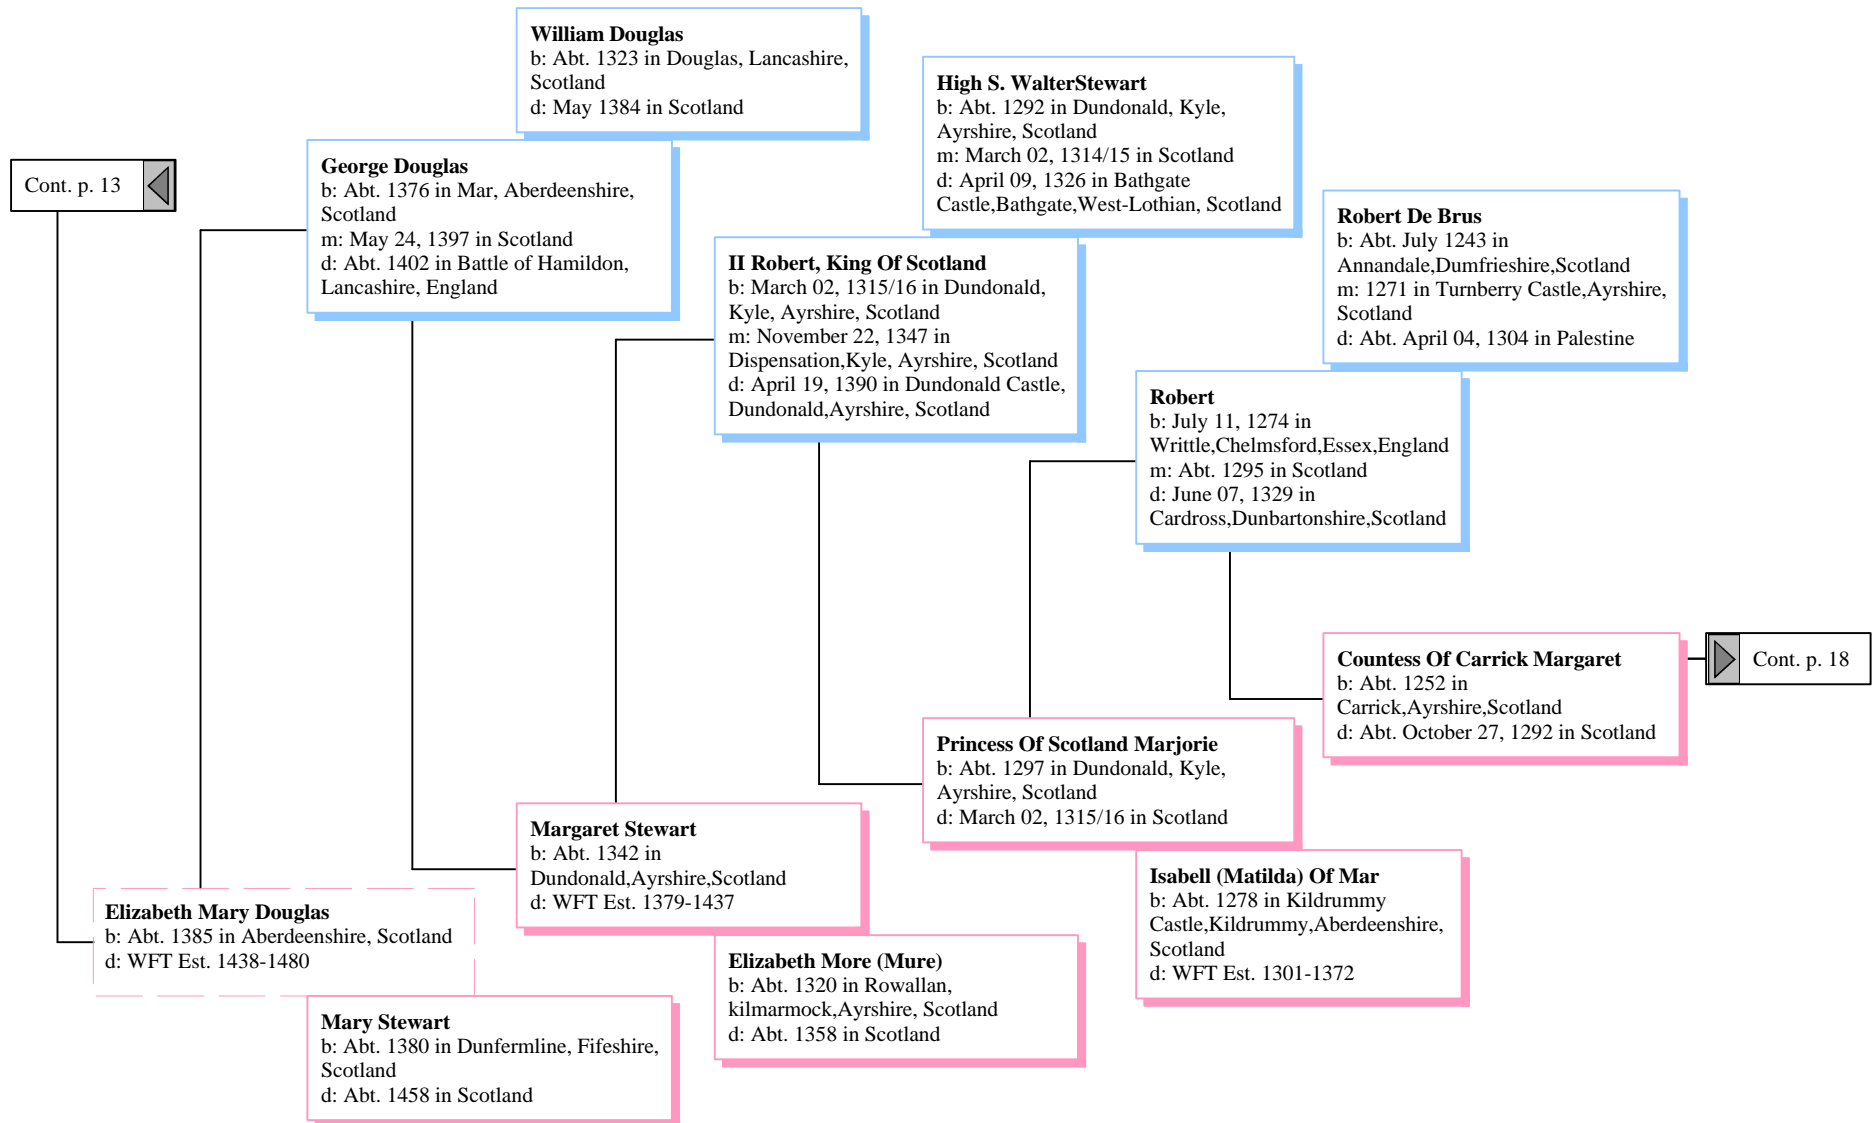 William Douglas
b: Abt. 1323 in Douglas, Lancashire,
Scotland
d: May 1384 in Scotland
High S. WalterStewart
b: Abt. 1292 in Dundonald, Kyle,
Ayrshire, Scotland
m: March 02, 1314/15 in Scotland
d: April 09, 1326 in Bathgate
Castle,Bathgate,West-Lothian, Scotland
Cont. p. 13
George Douglas
b: Abt. 1376 in Mar, Aberdeenshire,
Scotland
m: May 24, 1397 in Scotland
d: Abt. 1402 in Battle of Hamildon,
Lancashire, England
Robert De Brus
b: Abt. July 1243 in
Annandale,Dumfrieshire,Scotland
m: 1271 in Turnberry Castle,Ayrshire,
Scotland
d: Abt. April 04, 1304 in Palestine
II Robert, King Of Scotland
b: March 02, 1315/16 in Dundonald,
Kyle, Ayrshire, Scotland
m: November 22, 1347 in
Dispensation,Kyle, Ayrshire, Scotland
d: April 19, 1390 in Dundonald Castle,
Dundonald,Ayrshire, Scotland
Robert
b: July 11, 1274 in
Writtle,Chelmsford,Essex,England
m: Abt. 1295 in Scotland
d: June 07, 1329 in
Cardross,Dunbartonshire,Scotland
Countess Of Carrick Margaret
b: Abt. 1252 in
Carrick,Ayrshire,Scotland
d: Abt. October 27, 1292 in Scotland
Cont. p. 18
Princess Of Scotland Marjorie
b: Abt. 1297 in Dundonald, Kyle,
Ayrshire, Scotland
d: March 02, 1315/16 in Scotland
Margaret Stewart
b: Abt. 1342 in
Dundonald,Ayrshire,Scotland
d: WFT Est. 1379-1437
Isabell (Matilda) Of Mar
b: Abt. 1278 in Kildrummy
Castle,Kildrummy,Aberdeenshire,
Scotland
d: WFT Est. 1301-1372
Elizabeth Mary Douglas
b: Abt. 1385 in Aberdeenshire, Scotland
d: WFT Est. 1438-1480
Elizabeth More (Mure)
b: Abt. 1320 in Rowallan,
kilmarmock,Ayrshire, Scotland
d: Abt. 1358 in Scotland
Mary Stewart
b: Abt. 1380 in Dunfermline, Fifeshire,
Scotland
d: Abt. 1458 in Scotland